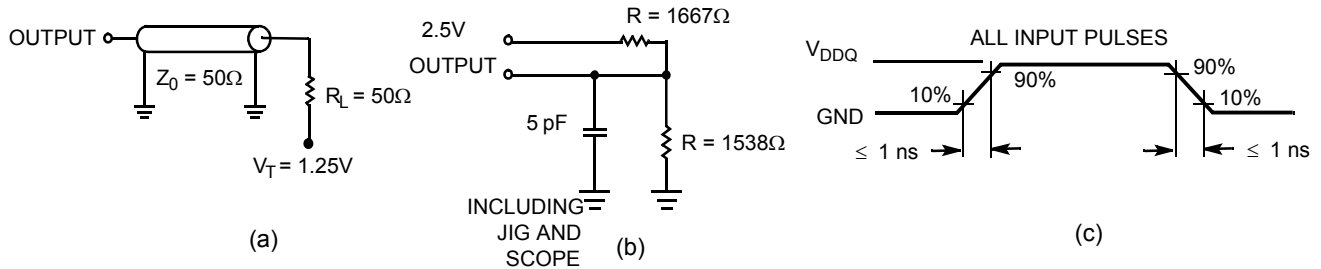 OUTPUT
Z0 = 50Ω
RL = 50Ω
VT = 1.25V
(a)
R = 1667Ω
2.5V
OUTPUT
5 pF
R = 1538Ω
INCLUDING
JIG AND
SCOPE
(b)
ALL INPUT PULSES
VDDQ
GND
10%
90%
90%
10%
≤ 1 ns
≤ 1 ns
(c)